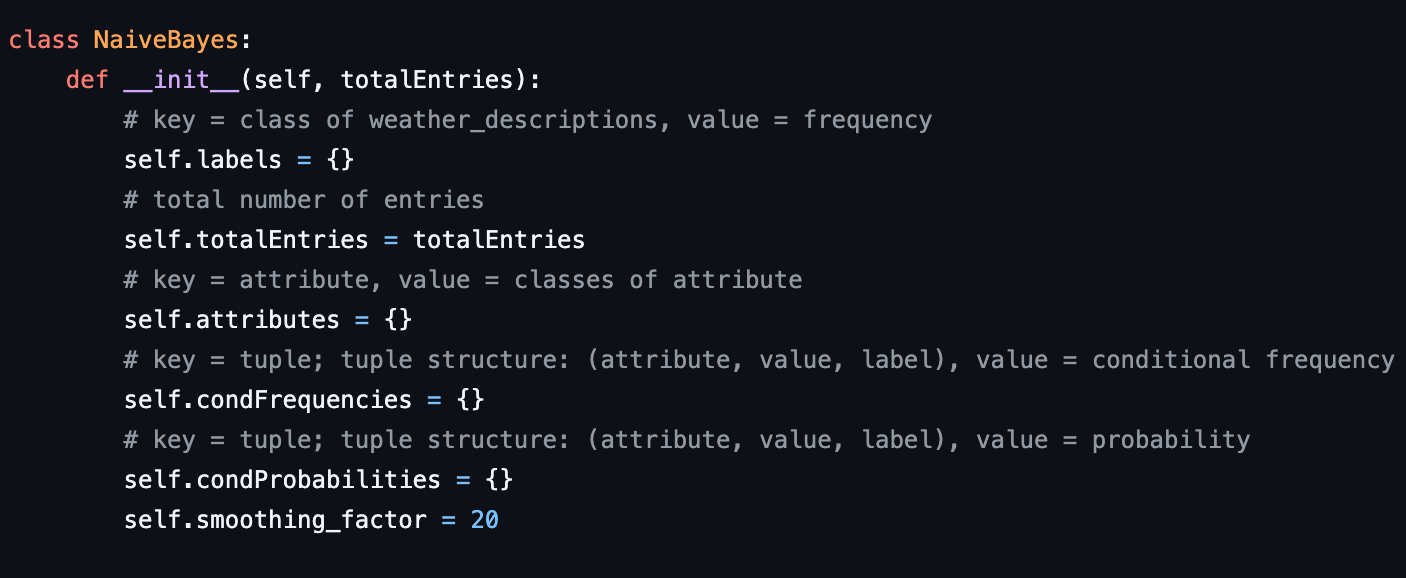 class NaiveBayes:
    def __init__(self, totalEntries):
        # key = class of weather_descriptions, value = frequency
        self.labels = {}
        # total number of entries
        self.totalEntries = totalEntries
        # key = attribute, value = classes of attribute
        self.attributes = {}
        # key = tuple; tuple structure: (attribute, value, label), value = conditional frequency
        self.condFrequencies = {}
        # key = tuple; tuple structure: (attribute, value, label), value = probability
        self.condProbabilities = {}
        self.smoothing_factor = 20